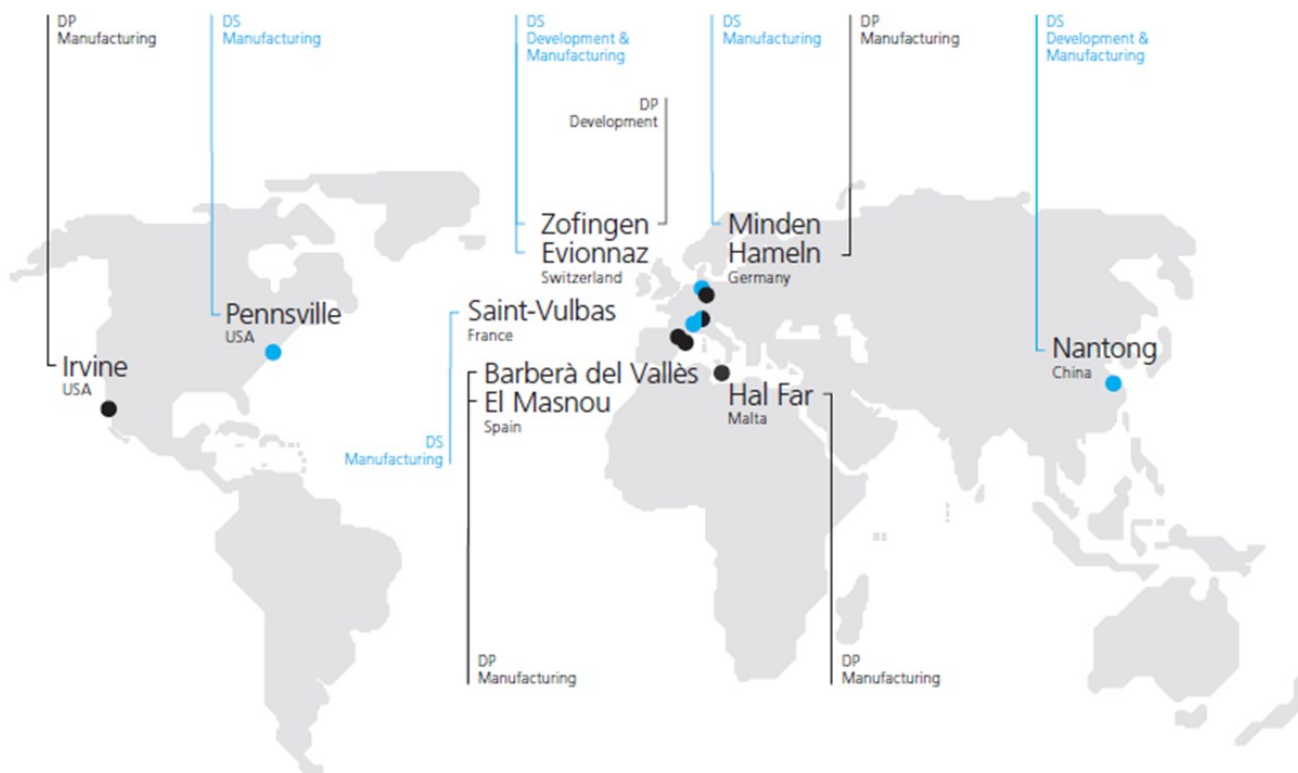 DP
Manufacturing
DS
Manufacturing
DS
Development &
Manufacturing
DS
Manufacturing
DP
Manufacturing
DS
Development &
Manufacturing
DP
Development
Zofingen
Evionnaz
Switzerland
Minden
Hameln
Germany
Pennsville
USA
Saint-Vulbas
France
Irvine
USA
Nantong
China
Barberà del Vallès
El Masnou
Spain
Hal Far
Malta
DS
Manufacturing
DP
Manufacturing
DP
Manufacturing